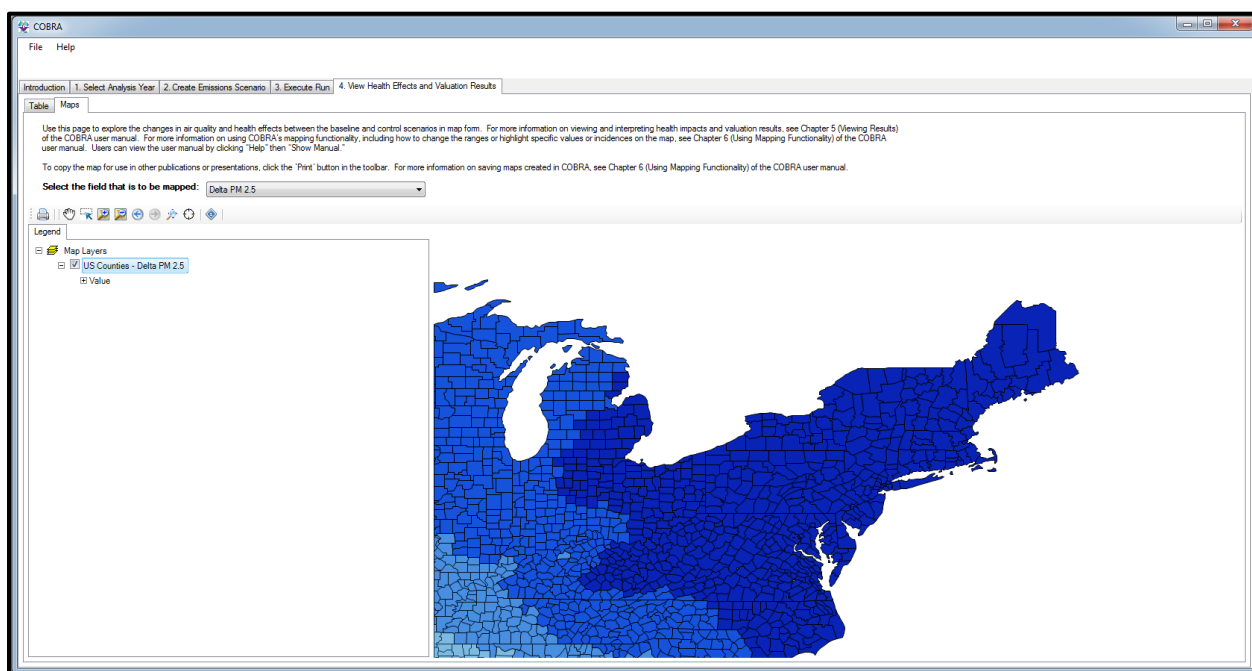 COBRA
File Help
Introduction 1. Select Analysis Year 2. Create Emissions Scenario 3. Execute Run 4. View Health Effects and Valuation Results
Table Maps
Use this page to explore the changes in air quality and health effects between the baseline and control scenarios in map form. For more information on viewing and interpreting health impacts and valuation results, see Chapter 5 (Viewing Results)
of the COBRA user manual. For more information on using COBRA's mapping functionality, including how to change the ranges or highlight specific values or incidences on the map, see Chapter 6 (Using Mapping Functionality) of the COBRA
user manual. Users can view the user manual by clicking "Help" then "Show Manual."
To copy the map for use in other publications or presentations, click the 'Print' button in the toolbar. For more information on saving maps created in COBRA, see Chapter 6 (Using Mapping Functionality) of the COBRA user manual.
Select the field that is to be mapped: Delta PM 2.5
Legend
Map Layers
US Counties - Delta PM 2.5
Value